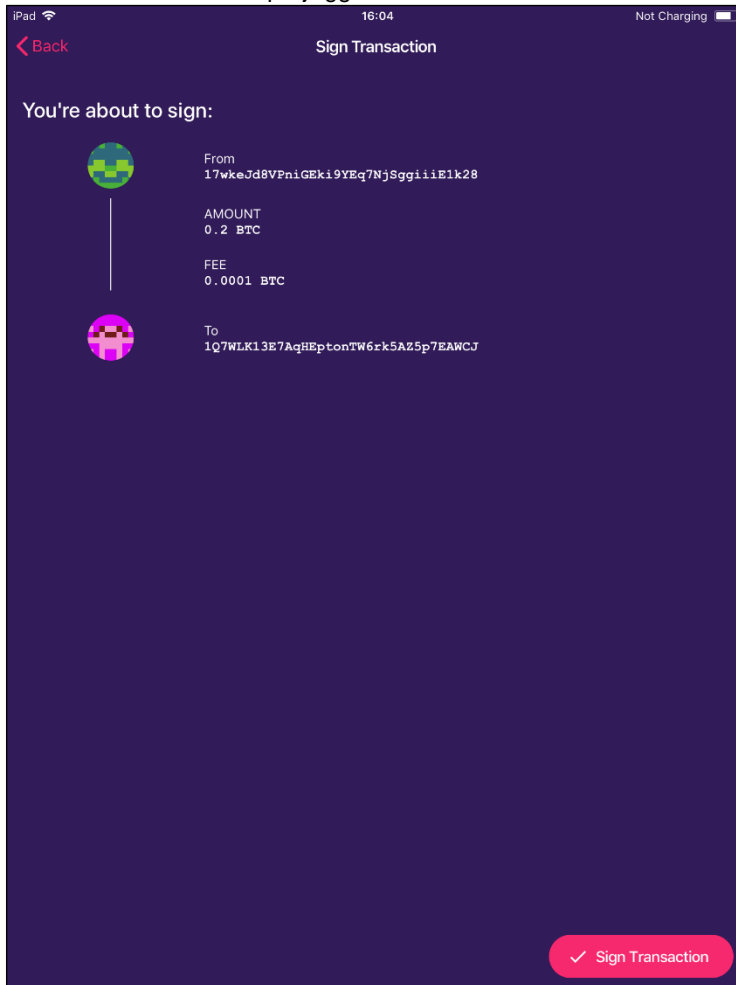 iPad 16:04 Not Charging
Back Sign Transaction
You're about to sign:
From
17wkeJd8VPniGEki9YEq7NjSggiiiE1k28
AMOUNT
0.2 BTC
FEE
0.0001 BTC
To
1Q7WLK13E7AqHEptonTW6rk5AZ5p7EAWCJ
Sign Transaction